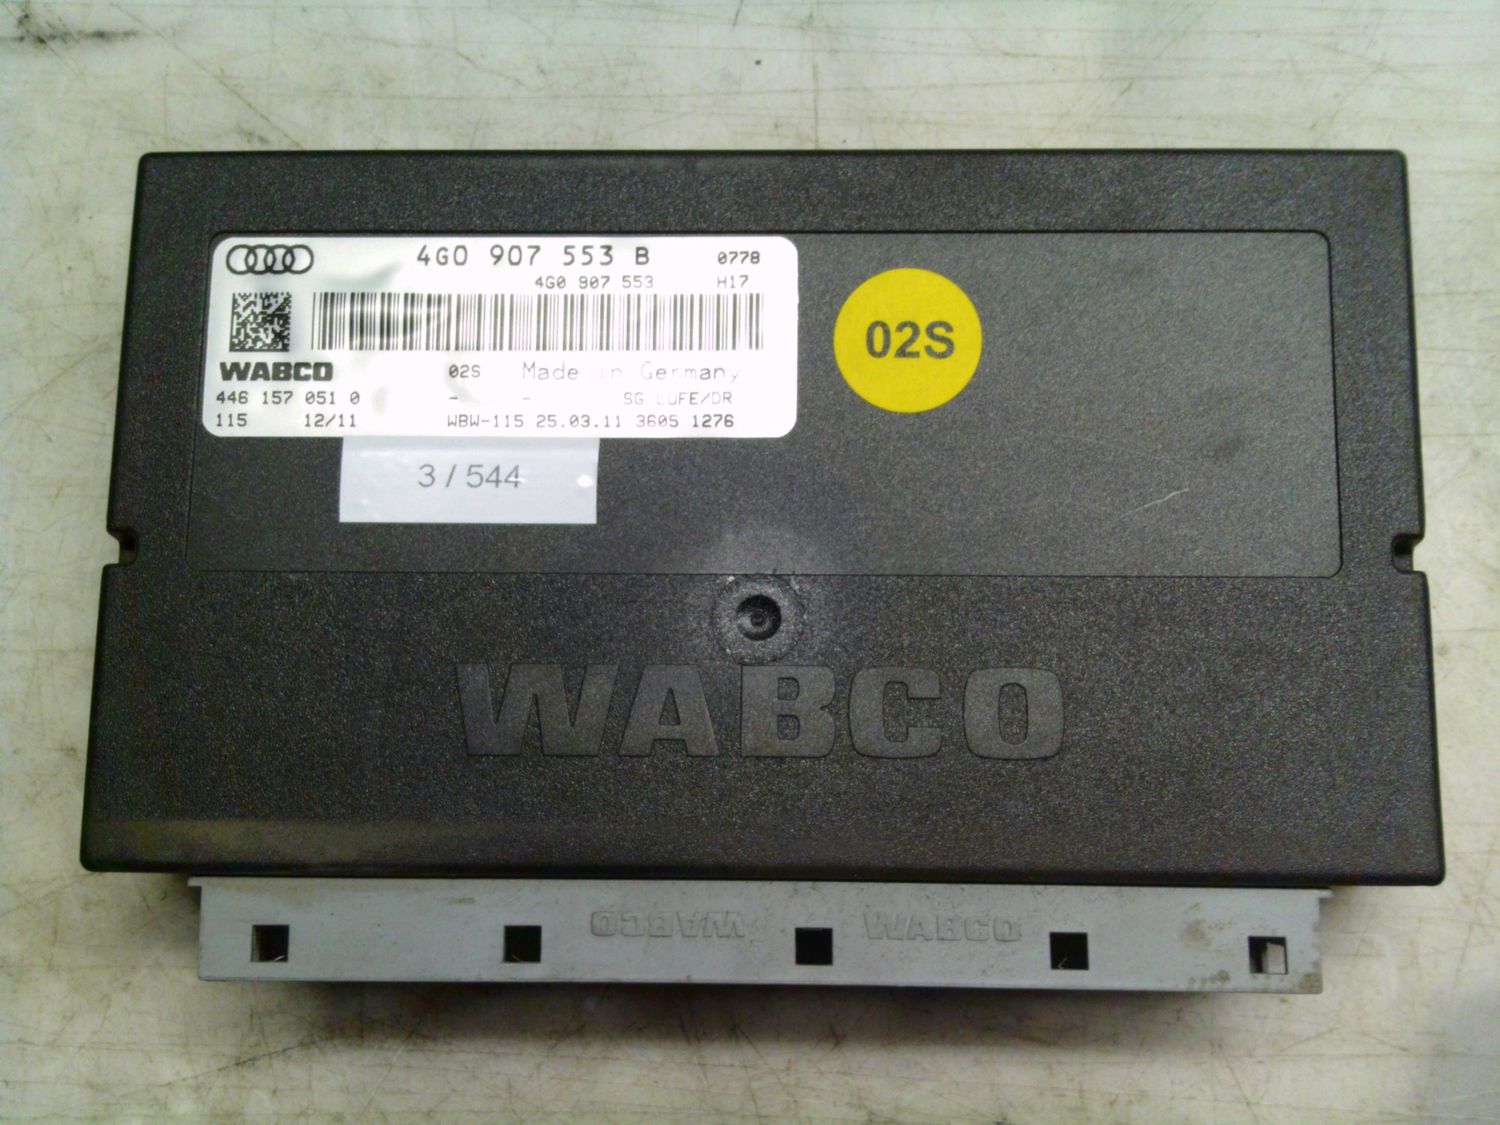 4G0 907 553 B 0778
4G0 907 553 H17
WABCO 02S Made in Germany
446 157 051 0 - - SG LUFE/DR
115 12/11 WBW-115 25.03.11 3605 1276
02S
3 / 544
WABCO
WABCO WABCO